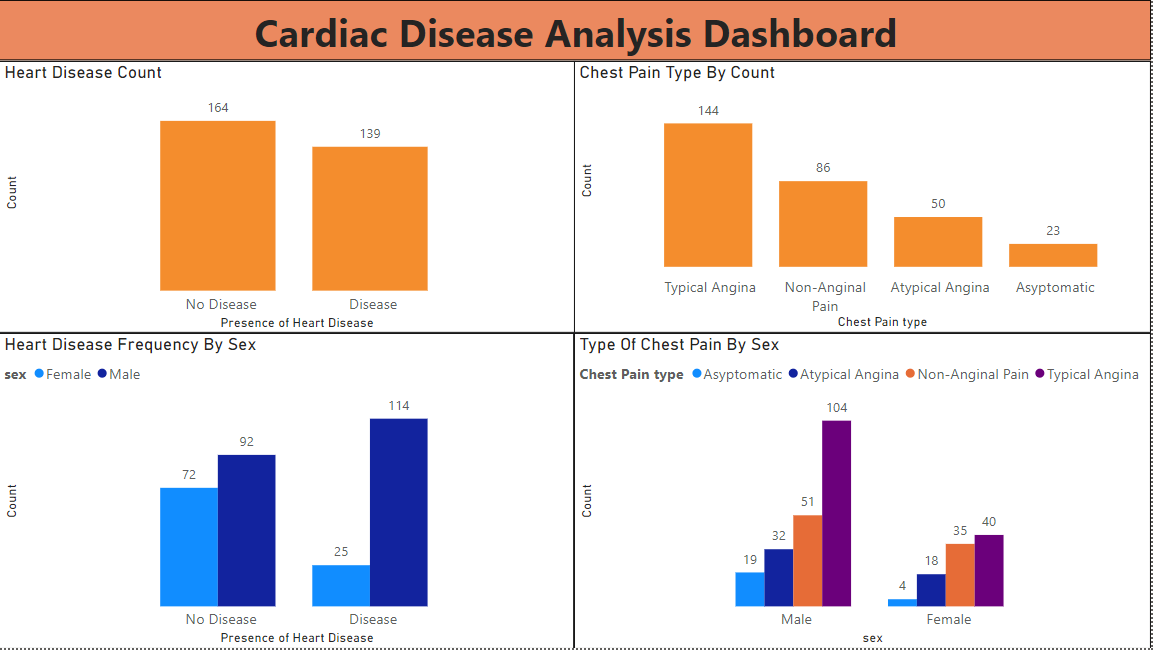 Cardiac Disease Analysis Dashboard
Heart Disease Count
164
139
Count
No Disease Disease
Presence of Heart Disease
Chest Pain Type By Count
144
86
50
23
Count
Typical Angina Non-Anginal Atypical Angina Asyptomatic
Pain
Chest Pain type
Heart Disease Frequency By Sex
sex Female Male
114
92
72
25
Count
No Disease Disease
Presence of Heart Disease
Type Of Chest Pain By Sex
Chest Pain type Asyptomatic Atypical Angina Non-Anginal Pain Typical Angina
104
51
32
19
40
35
18
4
Count
Male Female
sex